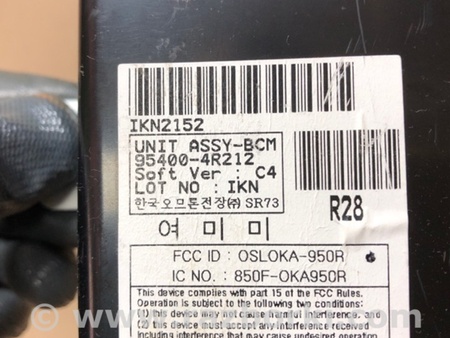 IKN2152
UNIT ASSY-BCM
95400-4R212
Soft Ver : C4
LOT NO : IKN
한국오므론전장㈜ SR73
R28
여 미 미
FCC ID : OSLOKA-950R
IC NO. : 850F-OKA950R
This device complies with part 15 of the FCC Rules.
Operation is subject to the following two conditions:
(1) this device may not cause harmful interference, and
(2) this device must accept any interference received
including interference that may cause undesired operation.